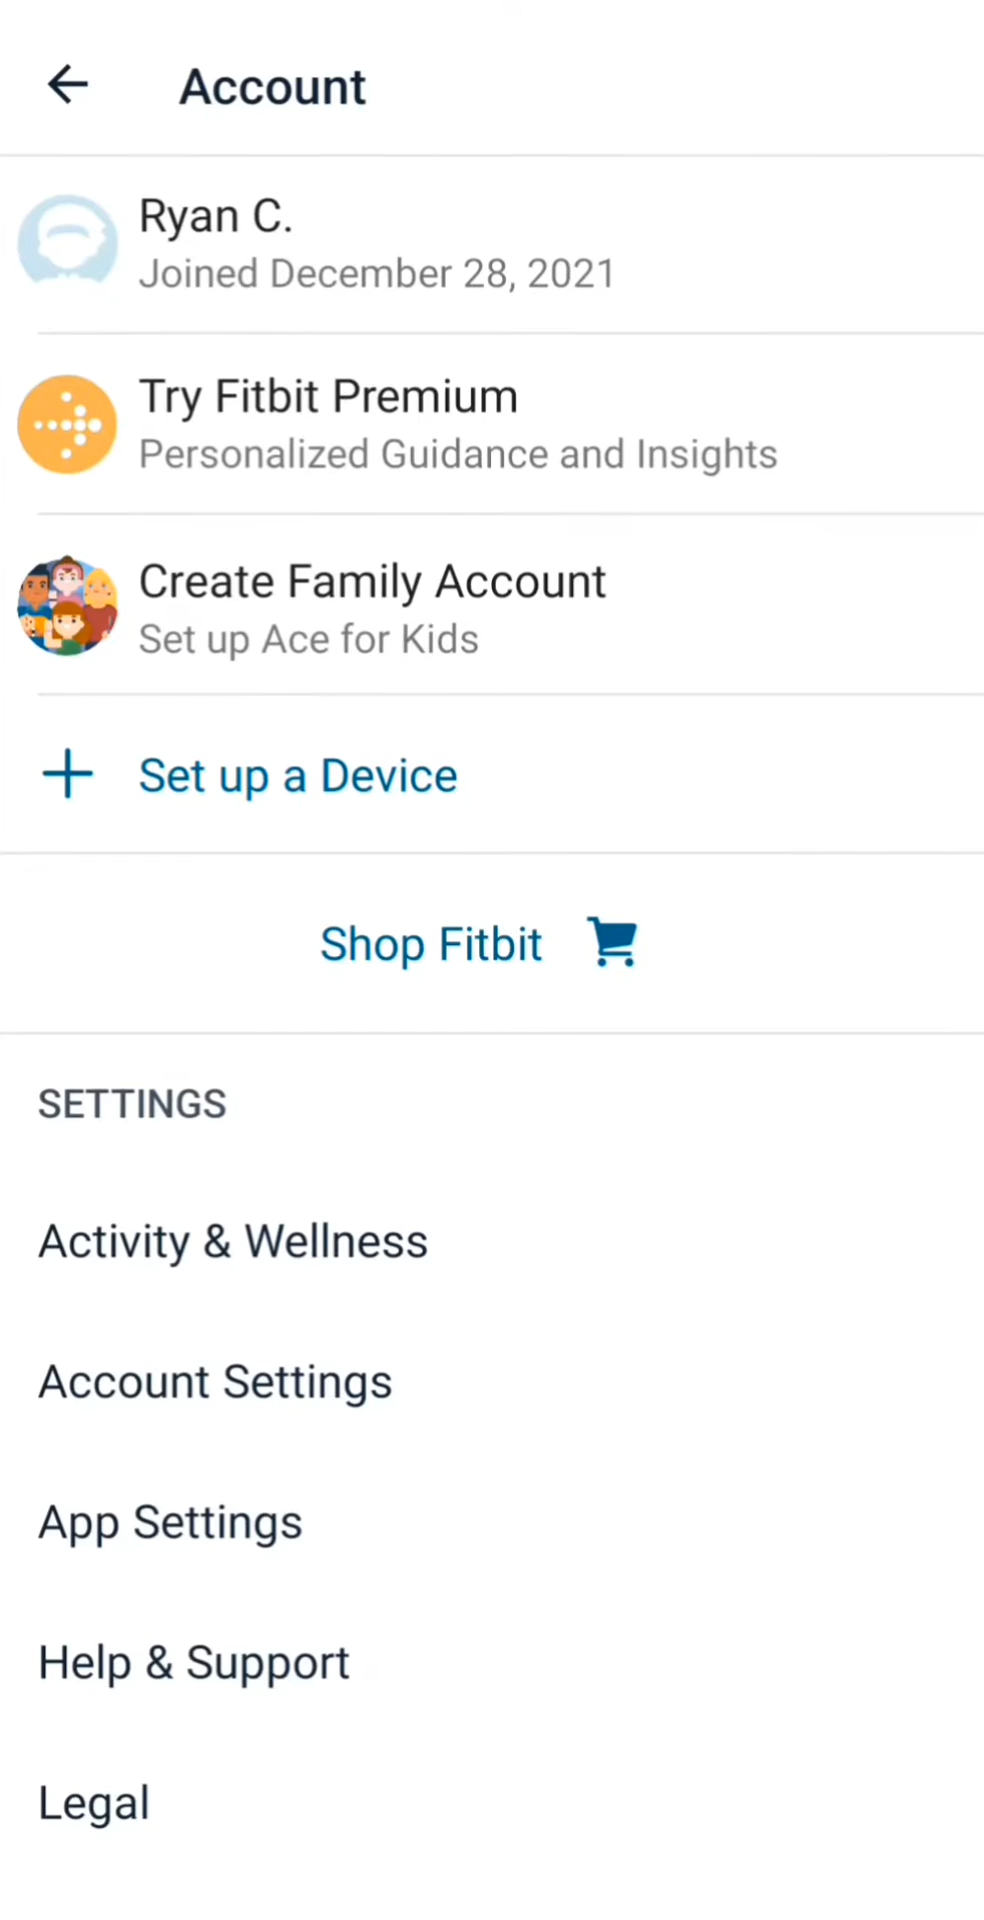 Account
Ryan C.
Joined December 28, 2021
Try Fitbit Premium
Personalized Guidance and Insights
Create Family Account
Set up Ace for Kids
Set up a Device
Shop Fitbit
SETTINGS
Activity & Wellness
Account Settings
App Settings
Help & Support
Legal